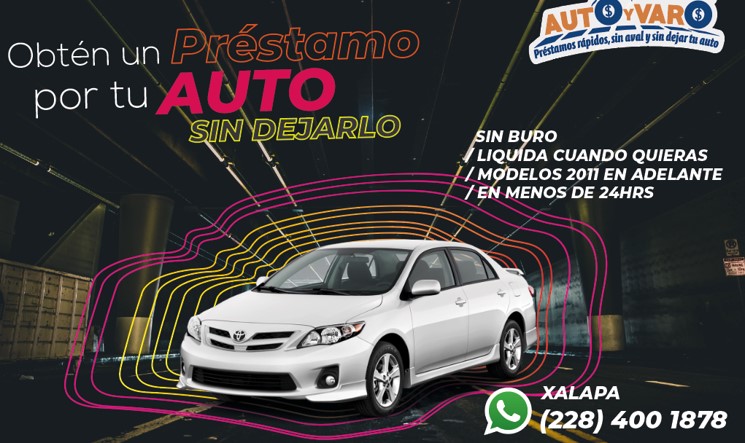 Obtén un Préstamo
por tu AUTO
SIN DEJARLO
AUTO Y VARO
Préstamos rápidos, sin aval y sin dejar tu auto
SIN BURO
/ LIQUIDA CUANDO QUIERAS
/ MODELOS 2011 EN ADELANTE
/ EN MENOS DE 24HRS
XALAPA
(228) 400 1878